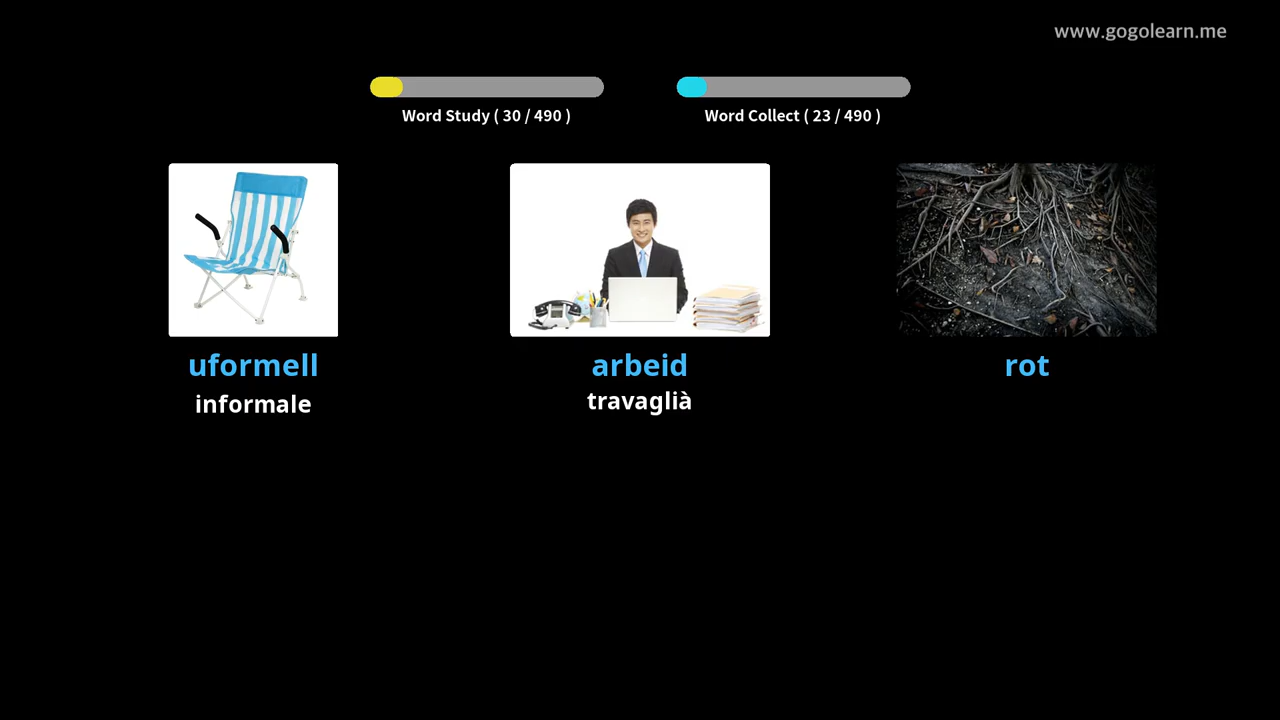 www.gogolearn.me
Word Study ( 30 / 490 )
Word Collect ( 23 / 490 )
uformell
informale
arbeid
travaglià
rot